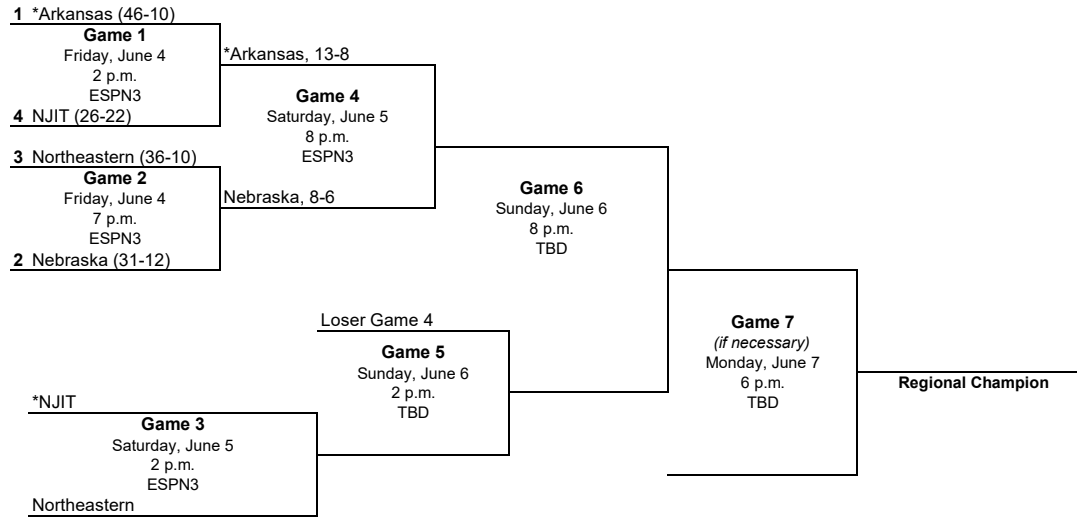 1 *Arkansas (46-10)
Game 1
Friday, June 4
2 p.m.
ESPN3
4 NJIT (26-22)
*Arkansas, 13-8
3 Northeastern (36-10)
Game 2
Friday, June 4
7 p.m.
ESPN3
2 Nebraska (31-12)
Nebraska, 8-6
Game 4
Saturday, June 5
8 p.m.
ESPN3
Game 6
Sunday, June 6
8 p.m.
TBD
Loser Game 4
Game 5
Sunday, June 6
2 p.m.
TBD
*NJIT
Game 3
Saturday, June 5
2 p.m.
ESPN3
Northeastern
Game 7
(if necessary)
Monday, June 7
6 p.m.
TBD
Regional Champion